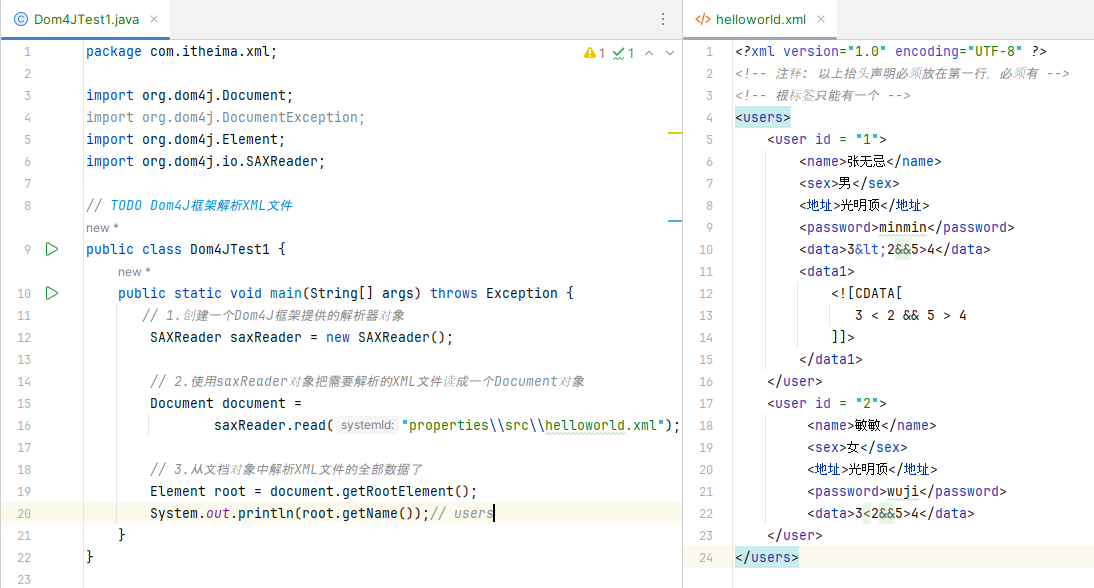 Dom4JTest1.java
1 package com.itheima.xml;
1 1
2
3 import org.dom4j.Document;
4 import org.dom4j.DocumentException;
5 import org.dom4j.Element;
6 import org.dom4j.io.SAXReader;
7
8 // TODO Dom4J框架解析XML文件
new *
9 public class Dom4JTest1 {
new *
10 public static void main(String[] args) throws Exception {
11 // 1.创建一个Dom4J框架提供的解析器对象
12 SAXReader saxReader = new SAXReader();
13
14 // 2.使用saxReader对象把需要解析的XML文件读成一个Document对象
15 Document document =
16 saxReader.read( systemId: "properties\\src\\helloworld.xml");
17
18 // 3.从文档对象中解析XML文件的全部数据了
19 Element root = document.getRootElement();
20 System.out.println(root.getName());// users
21 }
22 }
23
helloworld.xml
1 <?xml version="1.0" encoding="UTF-8" ?>
2 <!-- 注释: 以上抬头声明必须放在第一行，必须有 -->
3 <!-- 根标签只能有一个 -->
4 <users>
5 <user id = "1">
6 <name>张无忌</name>
7 <sex>男</sex>
8 <地址>光明顶</地址>
9 <password>minmin</password>
10 <data>3&lt;2&&5>4</data>
11 <data1>
12 <![CDATA[
13 3 < 2 && 5 > 4
14 ]]>
15 </data1>
16 </user>
17 <user id = "2">
18 <name>敏敏</name>
19 <sex>女</sex>
20 <地址>光明顶</地址>
21 <password>wuji</password>
22 <data>3<2&&5>4</data>
23 </user>
24 </users>